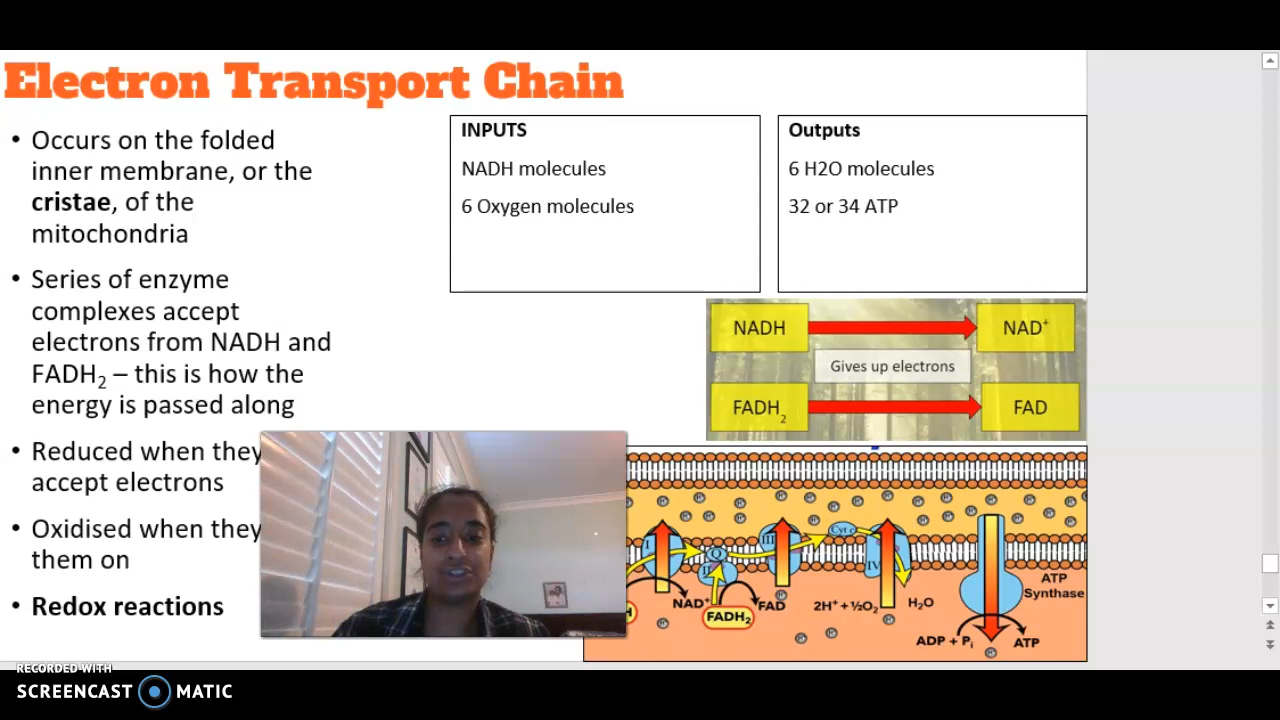 Electron Transport Chain
• Occurs on the folded
inner membrane, or the
cristae, of the
mitochondria
• Series of enzyme
complexes accept
electrons from NADH and
FADH₂ – this is how the
energy is passed along
• Reduced when they
accept electrons
• Oxidised when they
them on
• Redox reactions
INPUTS
NADH molecules
6 Oxygen molecules
Outputs
6 H2O molecules
32 or 34 ATP
NADH
NAD⁺
Gives up electrons
FADH₂
FAD
I
Q
II
III
Cyt c
IV
H
NAD⁺
FADH₂
FAD
2H⁺ + ½O₂
H₂O
ATP
Synthase
ADP + Pᵢ
ATP
RECORDED WITH
SCREENCAST MATIC